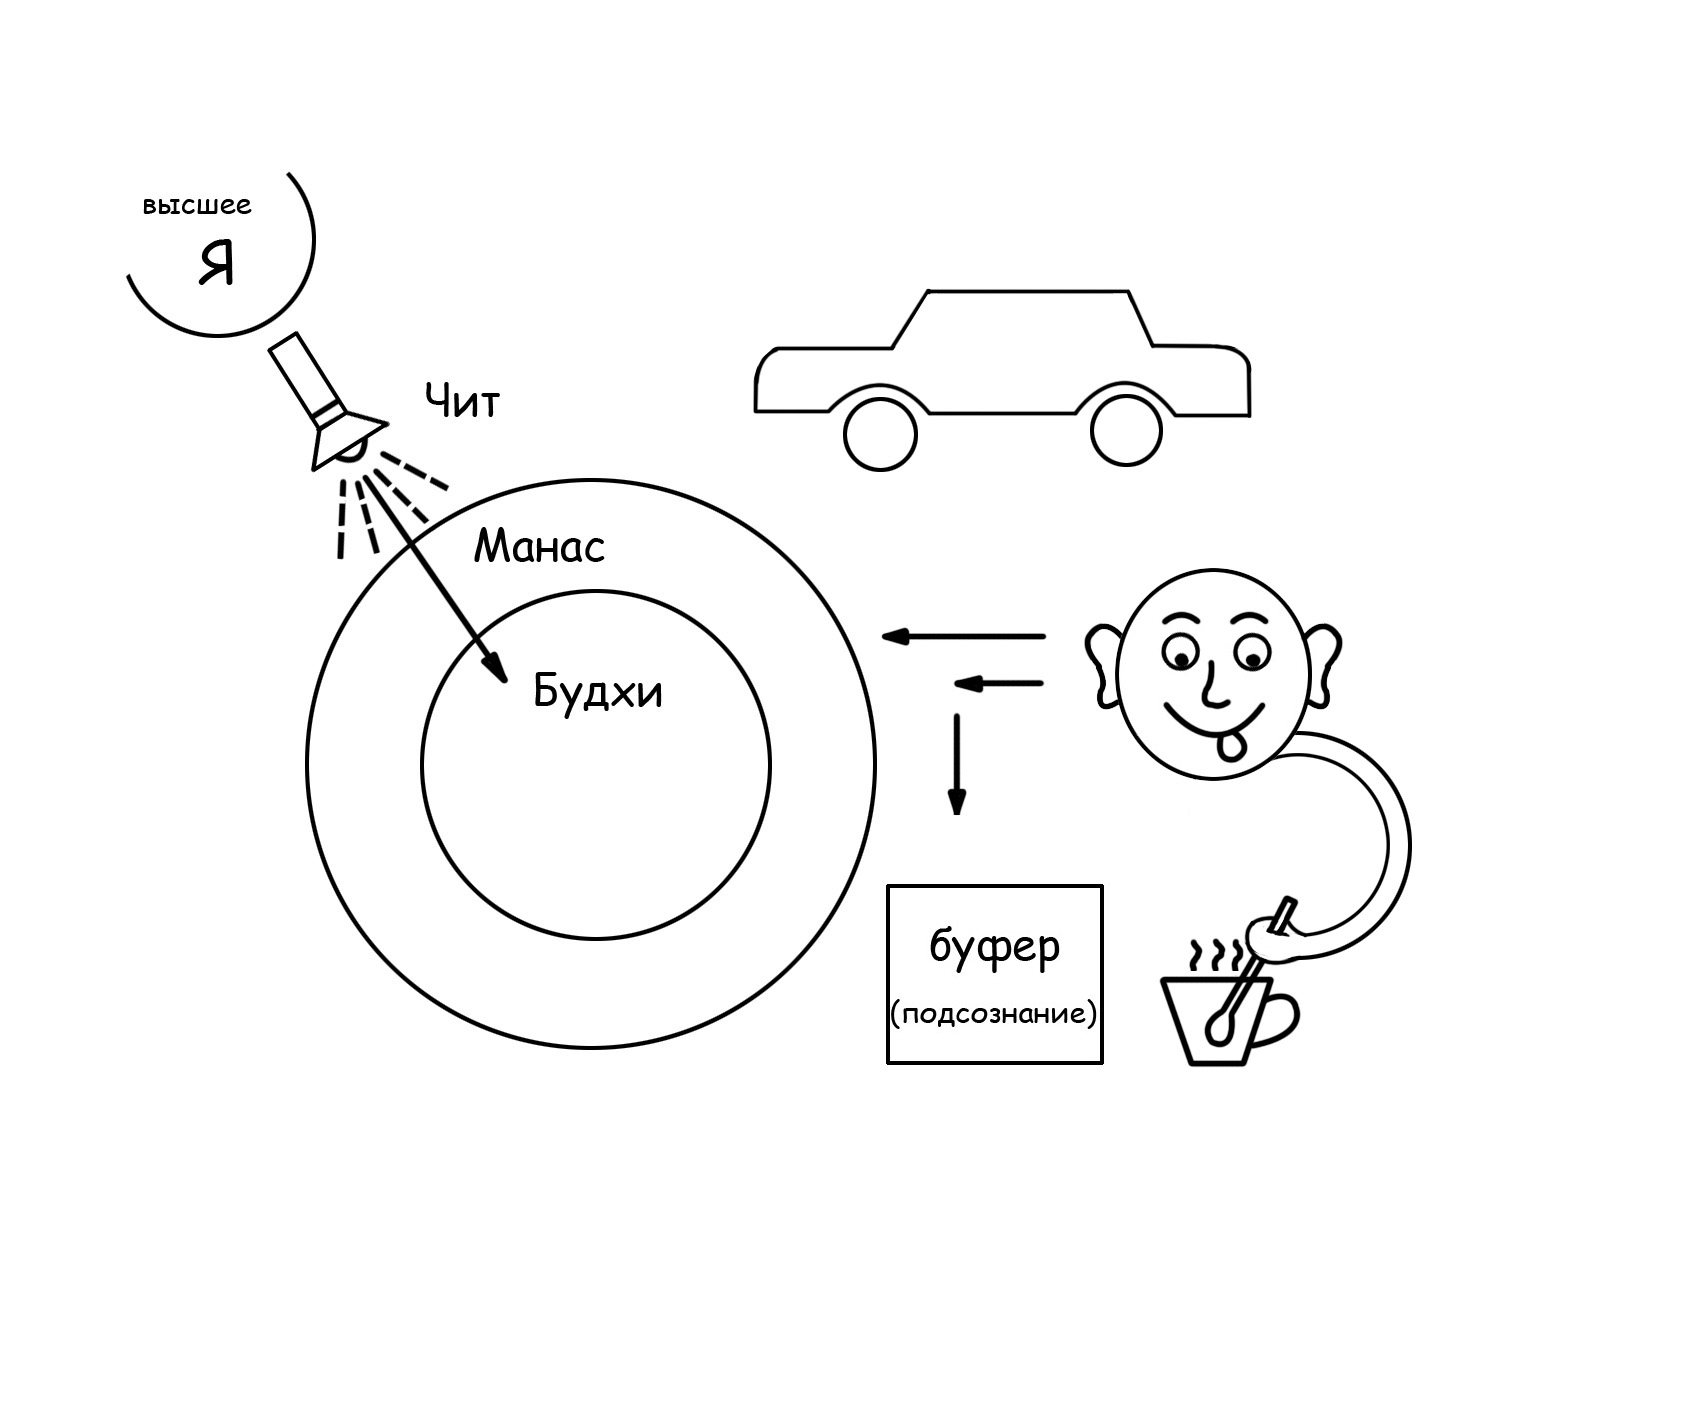 высшее
Я
Чит
Манас
Будхи
буфер
(подсознание)